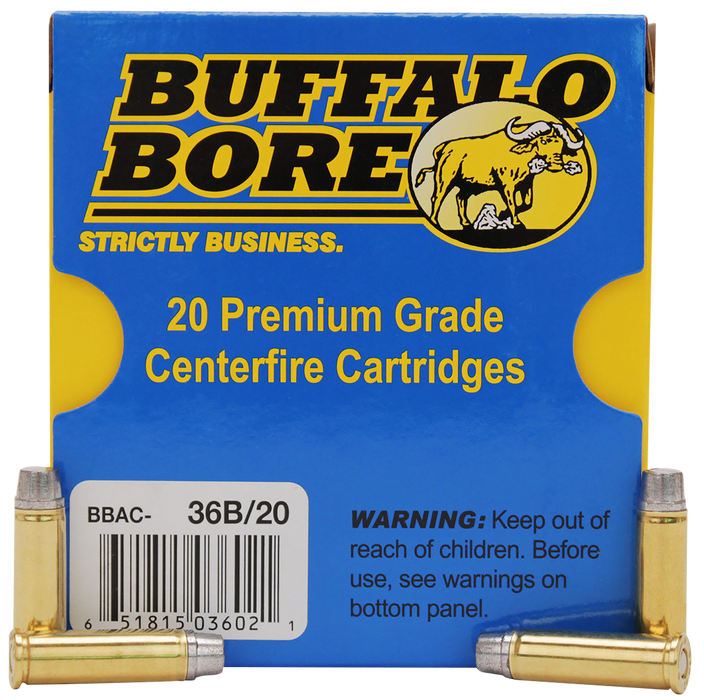 BUFFALO
BORE
STRICTLY BUSINESS.
20 Premium Grade
Centerfire Cartridges
BBAC- 36B/20
6 51815 03602 1
WARNING: Keep out of
reach of children. Before
use, see warnings on
bottom panel.